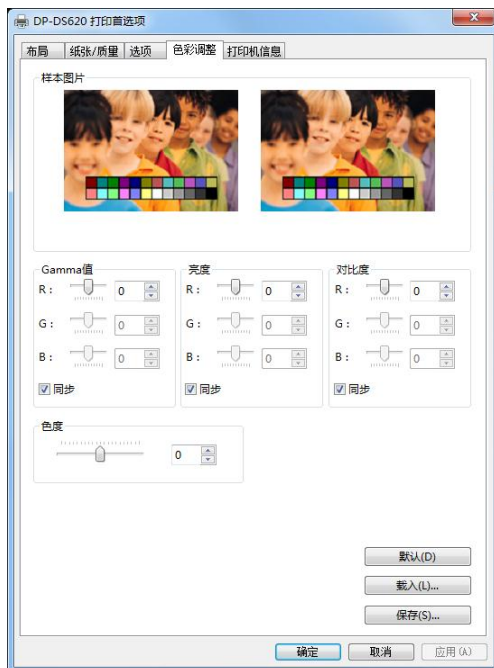 DP-DS620 打印首选项
布局 纸张/质量 选项 色彩调整 打印机信息
样本图片
Gamma值 亮度 对比度
R: 0 R: 0 R: 0
G: 0 G: 0 G: 0
B: 0 B: 0 B: 0
同步 同步 同步
色度
0
默认(D)
载入(L)...
保存(S)...
确定 取消 应用(A)